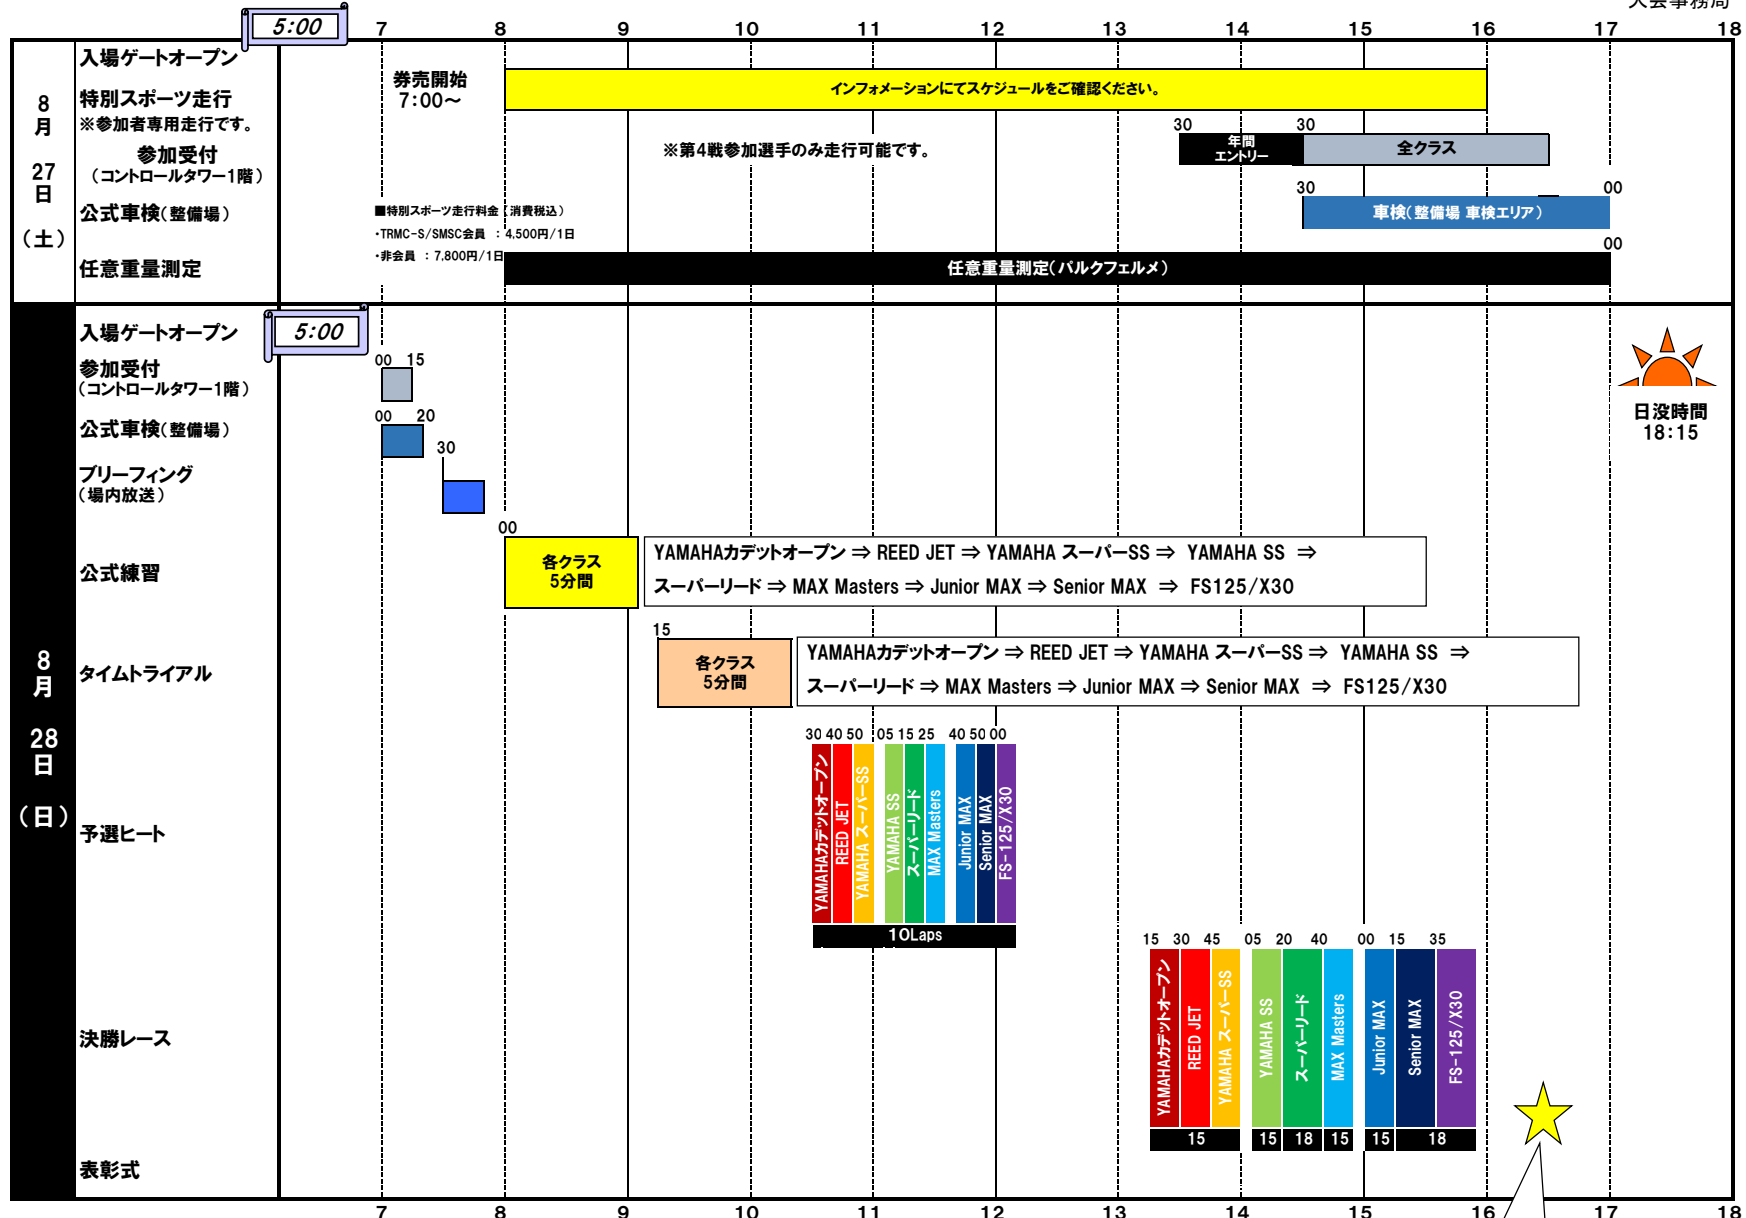 大会事務局
5:00
7 8 9 10 11 12 13 14 15 16 17 18
8月27日（土）
入場ゲートオープン
特別スポーツ走行
※参加者専用走行です。
券売開始
7：00～
インフォメーションにてスケジュールをご確認ください。
※第4戦参加選手のみ走行可能です。
参加受付
（コントロールタワー1階）
30 30
年間
エントリー
全クラス
公式車検（整備場）
30 00
車検（整備場 車検エリア）
■特別スポーツ走行料金（消費税込）
・TRMC-S/SMSC会員 ： 4,500円/1日
・非会員 ： 7,800円/1日
任意重量測定
00
任意重量測定（パルクフェルメ）
8月28日（日）
入場ゲートオープン
5:00
参加受付
（コントロールタワー1階）
00 15
公式車検（整備場）
00 20
ブリーフィング
（場内放送）
30
日没時間
18：15
公式練習
00
各クラス
5分間
YAMAHAカデットオープン ⇒ REED JET ⇒ YAMAHA スーパーSS ⇒ YAMAHA SS ⇒
スーパーリード ⇒ MAX Masters ⇒ Junior MAX ⇒ Senior MAX ⇒ FS125/X30
タイムトライアル
15
各クラス
5分間
YAMAHAカデットオープン ⇒ REED JET ⇒ YAMAHA スーパーSS ⇒ YAMAHA SS ⇒
スーパーリード ⇒ MAX Masters ⇒ Junior MAX ⇒ Senior MAX ⇒ FS125/X30
予選ヒート
30 40 50 05 15 25 40 50 00
YAMAHAカデットオープン
REED JET
YAMAHA スーパーSS
YAMAHA SS
スーパーリード
MAX Masters
Junior MAX
Senior MAX
FS-125/X30
10Laps
決勝レース
15 30 45 05 20 40 00 15 35
YAMAHAカデットオープン
REED JET
YAMAHA スーパーSS
YAMAHA SS
スーパーリード
MAX Masters
Junior MAX
Senior MAX
FS-125/X30
15 15 18 15 15 18
表彰式
7 8 9 10 11 12 13 14 15 16 17 18